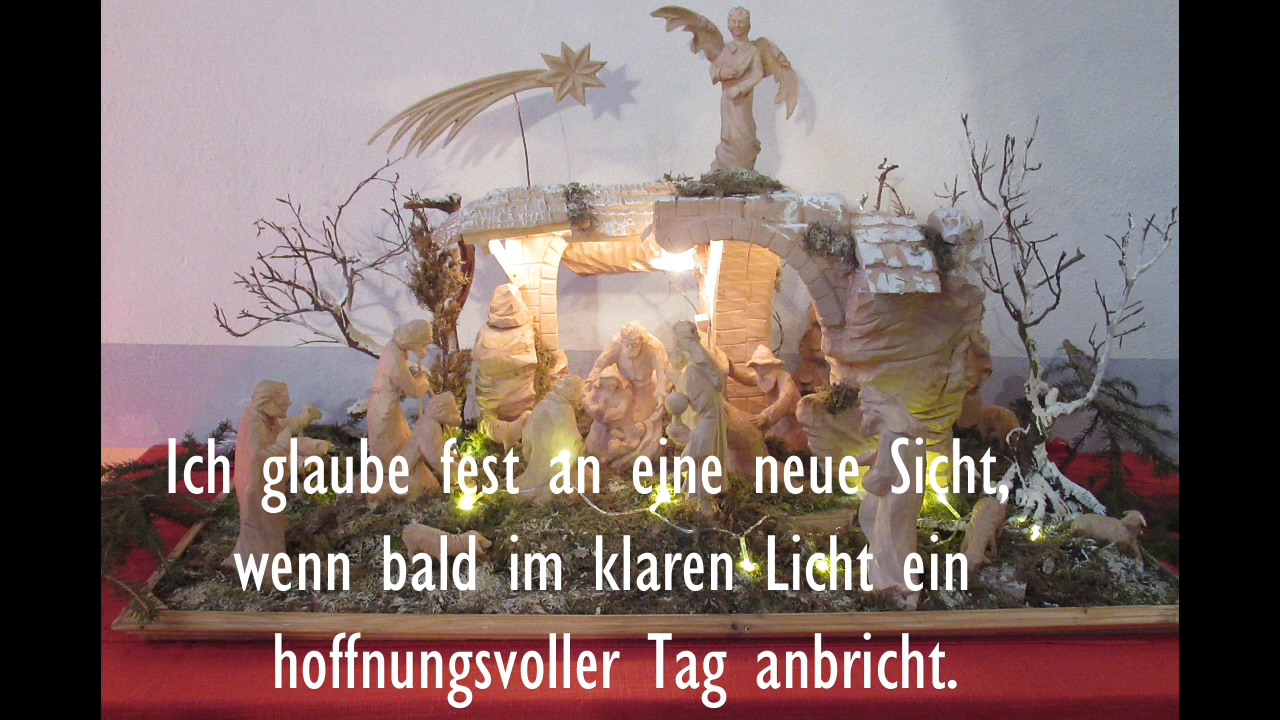 Ich glaube fest an eine neue Sicht,
wenn bald im klaren Licht ein
hoffnungsvoller Tag anbricht.